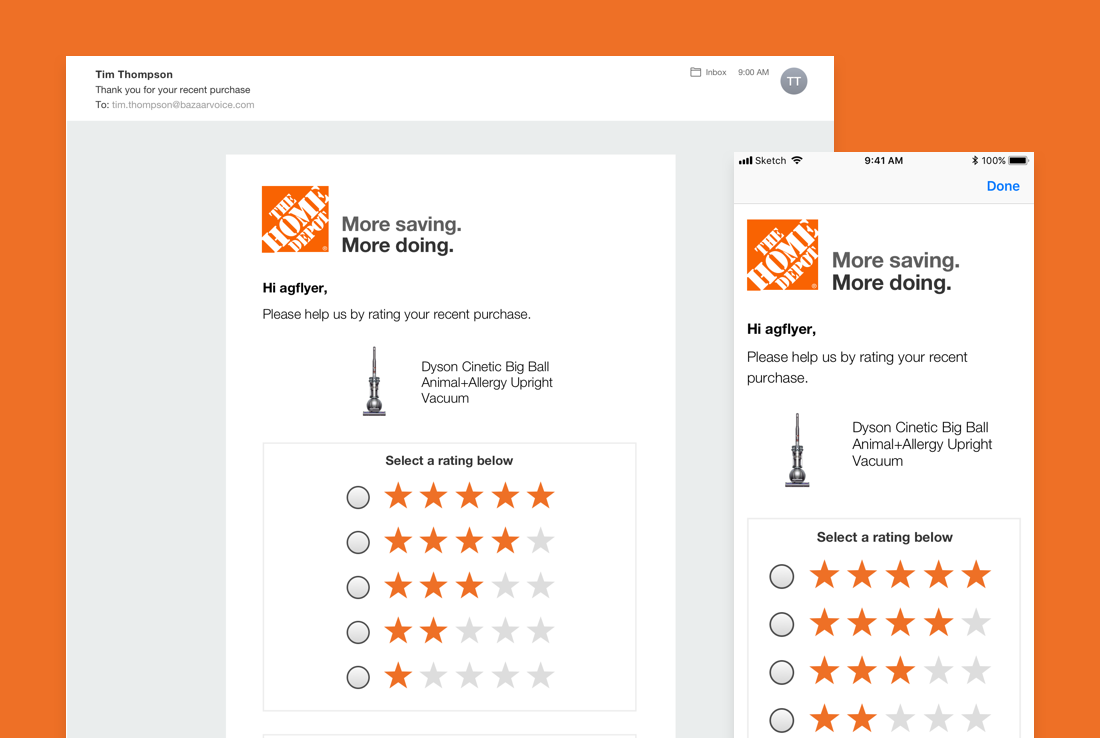 Tim Thompson
Thank you for your recent purchase
To: tim.thompson@bazaarvoice.com
Inbox 9:00 AM
TT
THE
HOME
DEPOT
More saving.
More doing.
Hi agflyer,
Please help us by rating your recent purchase.
Dyson Cinetic Big Ball
Animal+Allergy Upright
Vacuum
Select a rating below
Sketch 9:41 AM 100%
Done
THE
HOME
DEPOT
More saving.
More doing.
Hi agflyer,
Please help us by rating your recent
purchase.
Dyson Cinetic Big Ball
Animal+Allergy Upright
Vacuum
Select a rating below